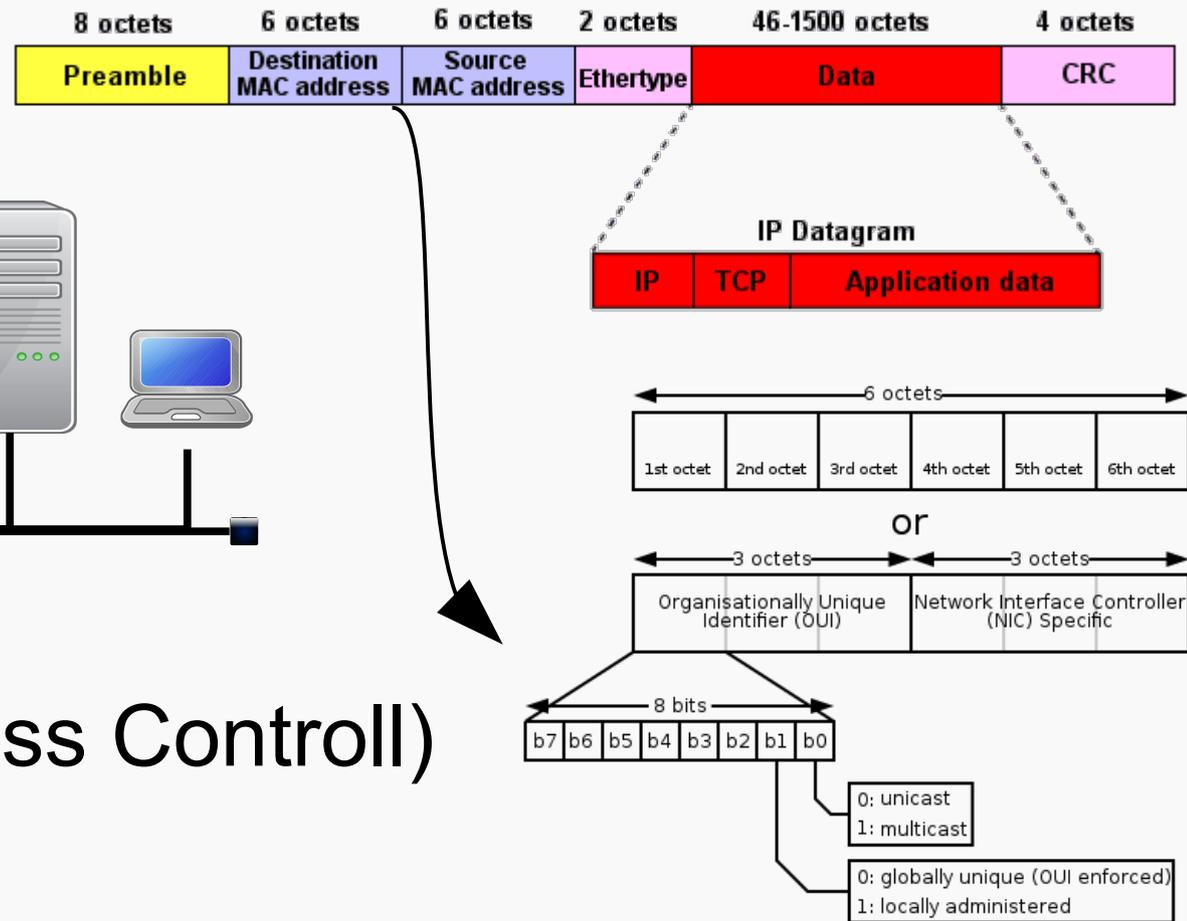 8 octets 6 octets 6 octets 2 octets 46-1500 octets 4 octets
Preamble Destination MAC address Source MAC address Ethertype Data CRC
IP Datagram
IP TCP Application data
6 octets
1st octet 2nd octet 3rd octet 4th octet 5th octet 6th octet
or
3 octets 3 octets
Organisationally Unique Network Interface Controller
Identifier (OUI) (NIC) Specific
8 bits
b7 b6 b5 b4 b3 b2 b1 b0
ss Controll)
0: unicast
1: multicast
0: globally unique (OUI enforced)
1: locally administered